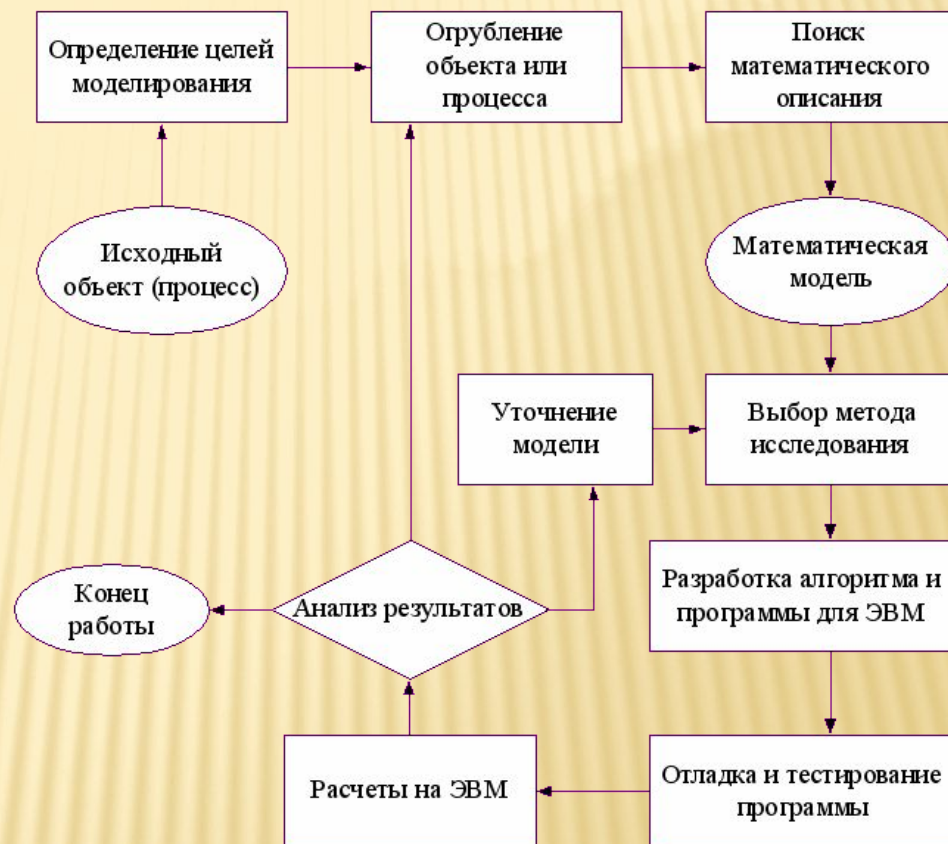 Определение целей
моделирования
Огрубление
объекта или
процесса
Поиск
математического
описания
Исходный
объект (процесс)
Математическая
модель
Уточнение
модели
Выбор метода
исследования
Конец
работы
Анализ результатов
Разработка алгоритма и
программы для ЭВМ
Расчеты на ЭВМ
Отладка и тестирование
программы